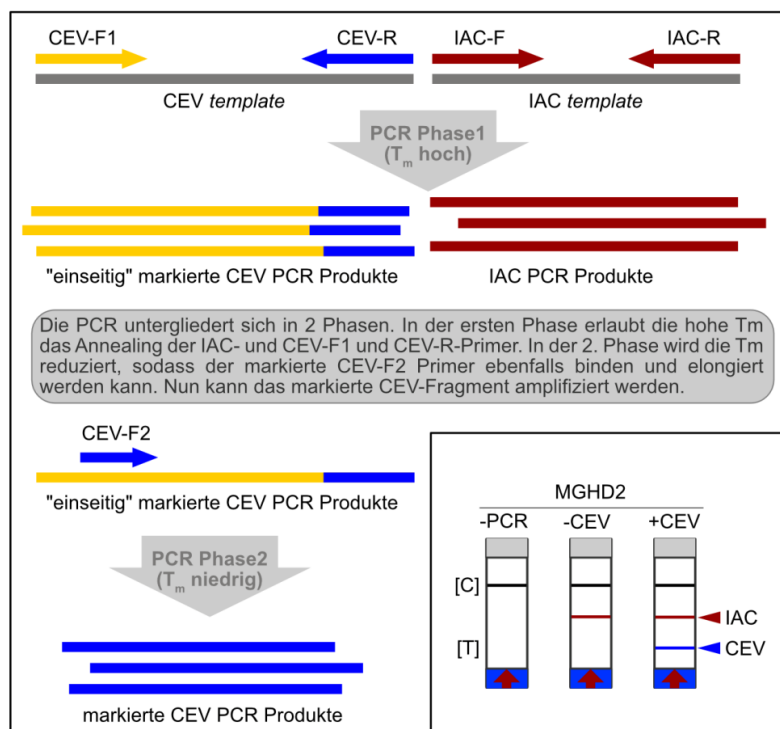 CEV-F1 CEV-R IAC-F IAC-R
CEV template IAC template
PCR Phase1
(Tm hoch)
"einseitig" markierte CEV PCR Produkte IAC PCR Produkte
Die PCR untergliedert sich in 2 Phasen. In der ersten Phase erlaubt die hohe Tm
das Annealing der IAC- und CEV-F1 und CEV-R-Primer. In der 2. Phase wird die Tm
reduziert, sodass der markierte CEV-F2 Primer ebenfalls binden und elongiert
werden kann. Nun kann das markierte CEV-Fragment amplifiziert werden.
CEV-F2
"einseitig" markierte CEV PCR Produkte
PCR Phase2
(Tm niedrig)
markierte CEV PCR Produkte
MGHD2
-PCR -CEV +CEV
[C]
IAC
[T] CEV